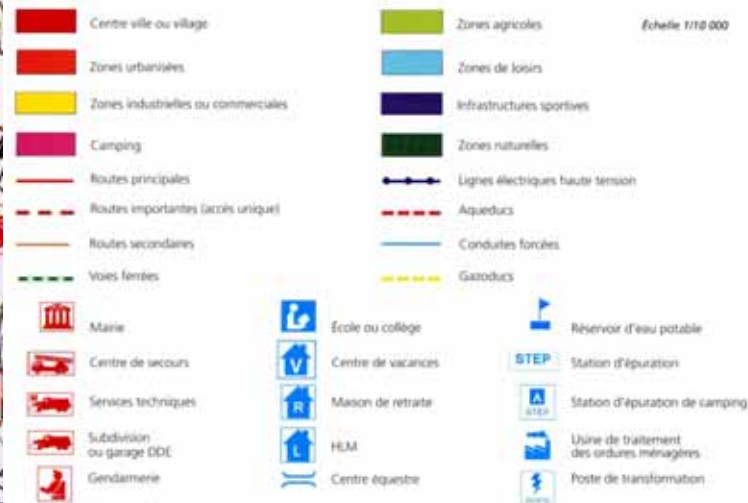 Centre ville ou village
Zones urbanisées
Zones industrielles ou commerciales
Camping
Routes principales
Routes importantes (accès unique)
Routes secondaires
Voies ferrées
Zones agricoles
Zones de loisirs
Infrastructures sportives
Zones naturelles
Lignes électriques haute tension
Aqueducs
Conduites forcées
Gazoducs
Échelle 1/10 000
Mairie
Centre de secours
Services techniques
Subdivision
ou garage DDE
Gendarmerie
École ou collège
V
Centre de vacances
R
Maison de retraite
L
HLM
Centre équestre
Réservoir d'eau potable
STEP
Station d'épuration
A
STEP
Station d'épuration de camping
Usine de traitement
des ordures ménagères
Poste de transformation